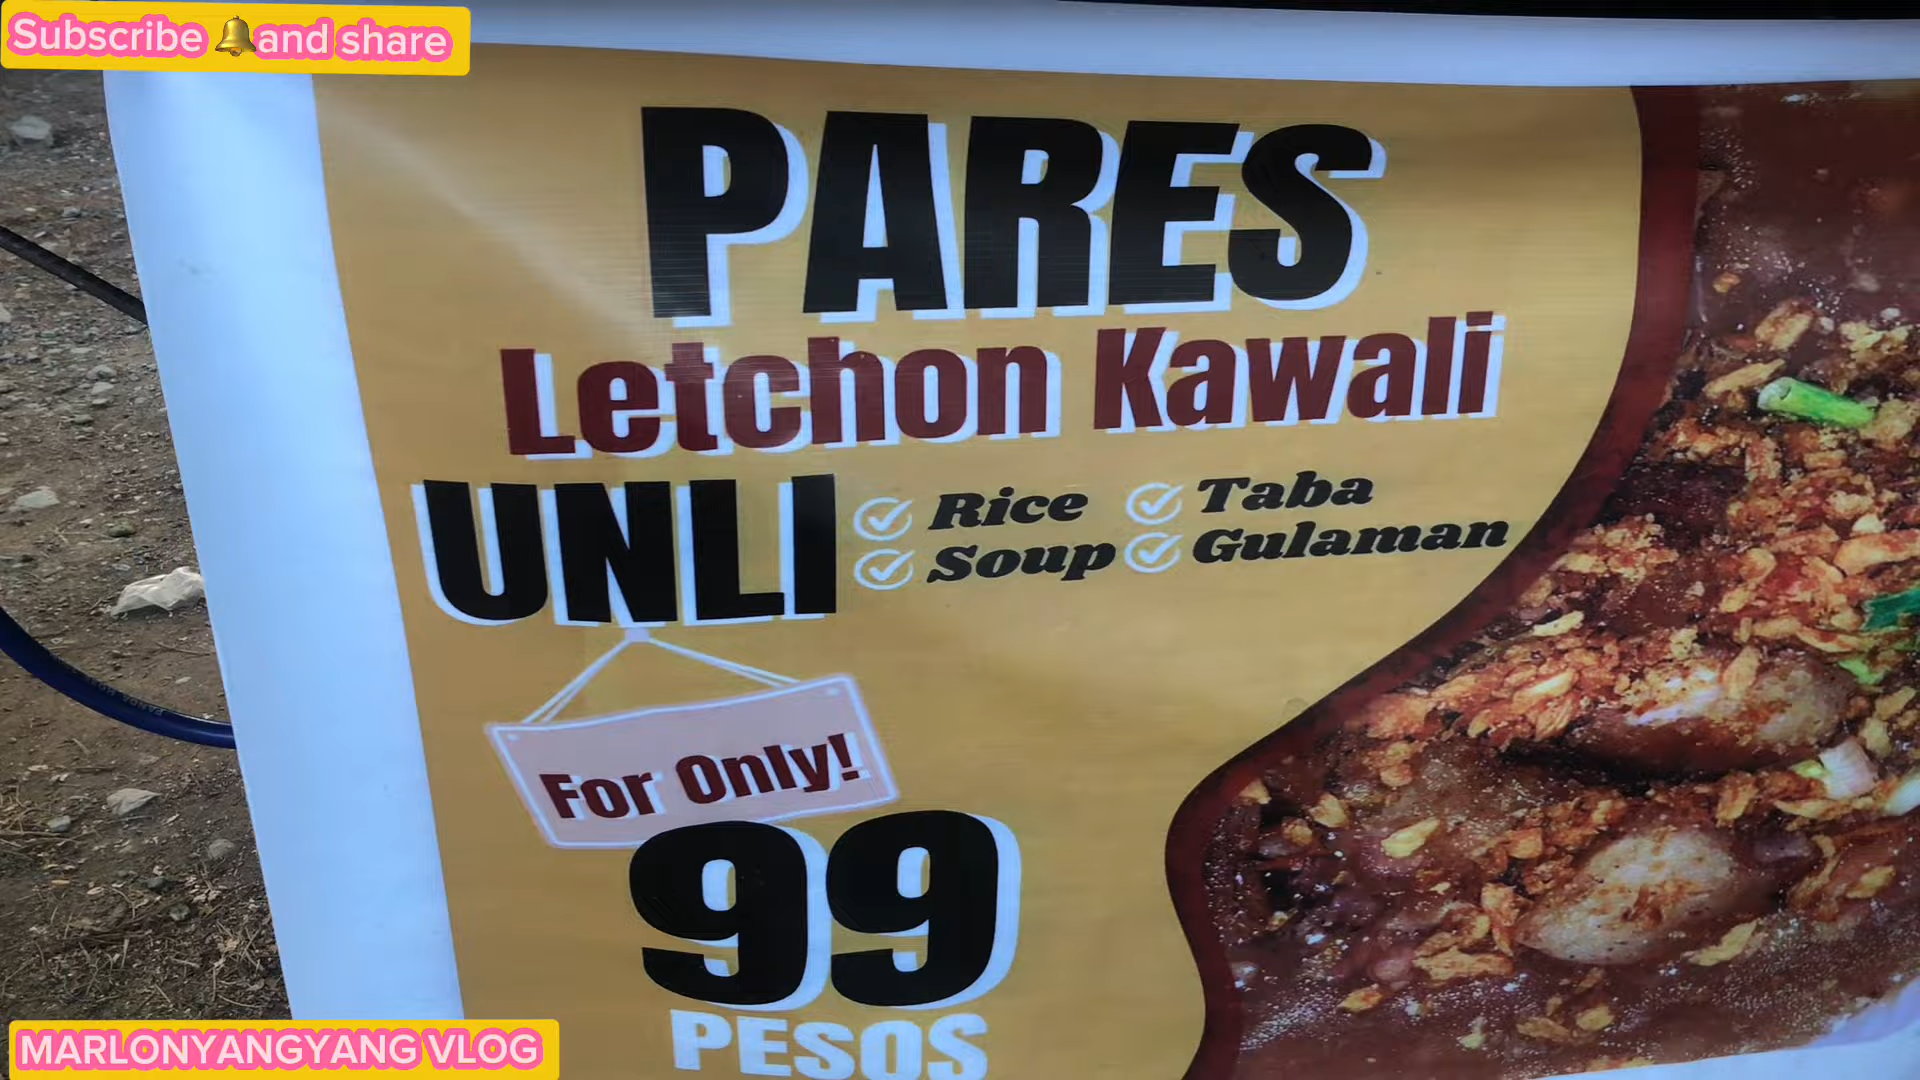 Subscribe 🔔and share
PARES
Letchon Kawali
UNLI
Rice
Taba
Soup
Gulaman
For Only!
99
PESOS
MARLONYANGYANG VLOG